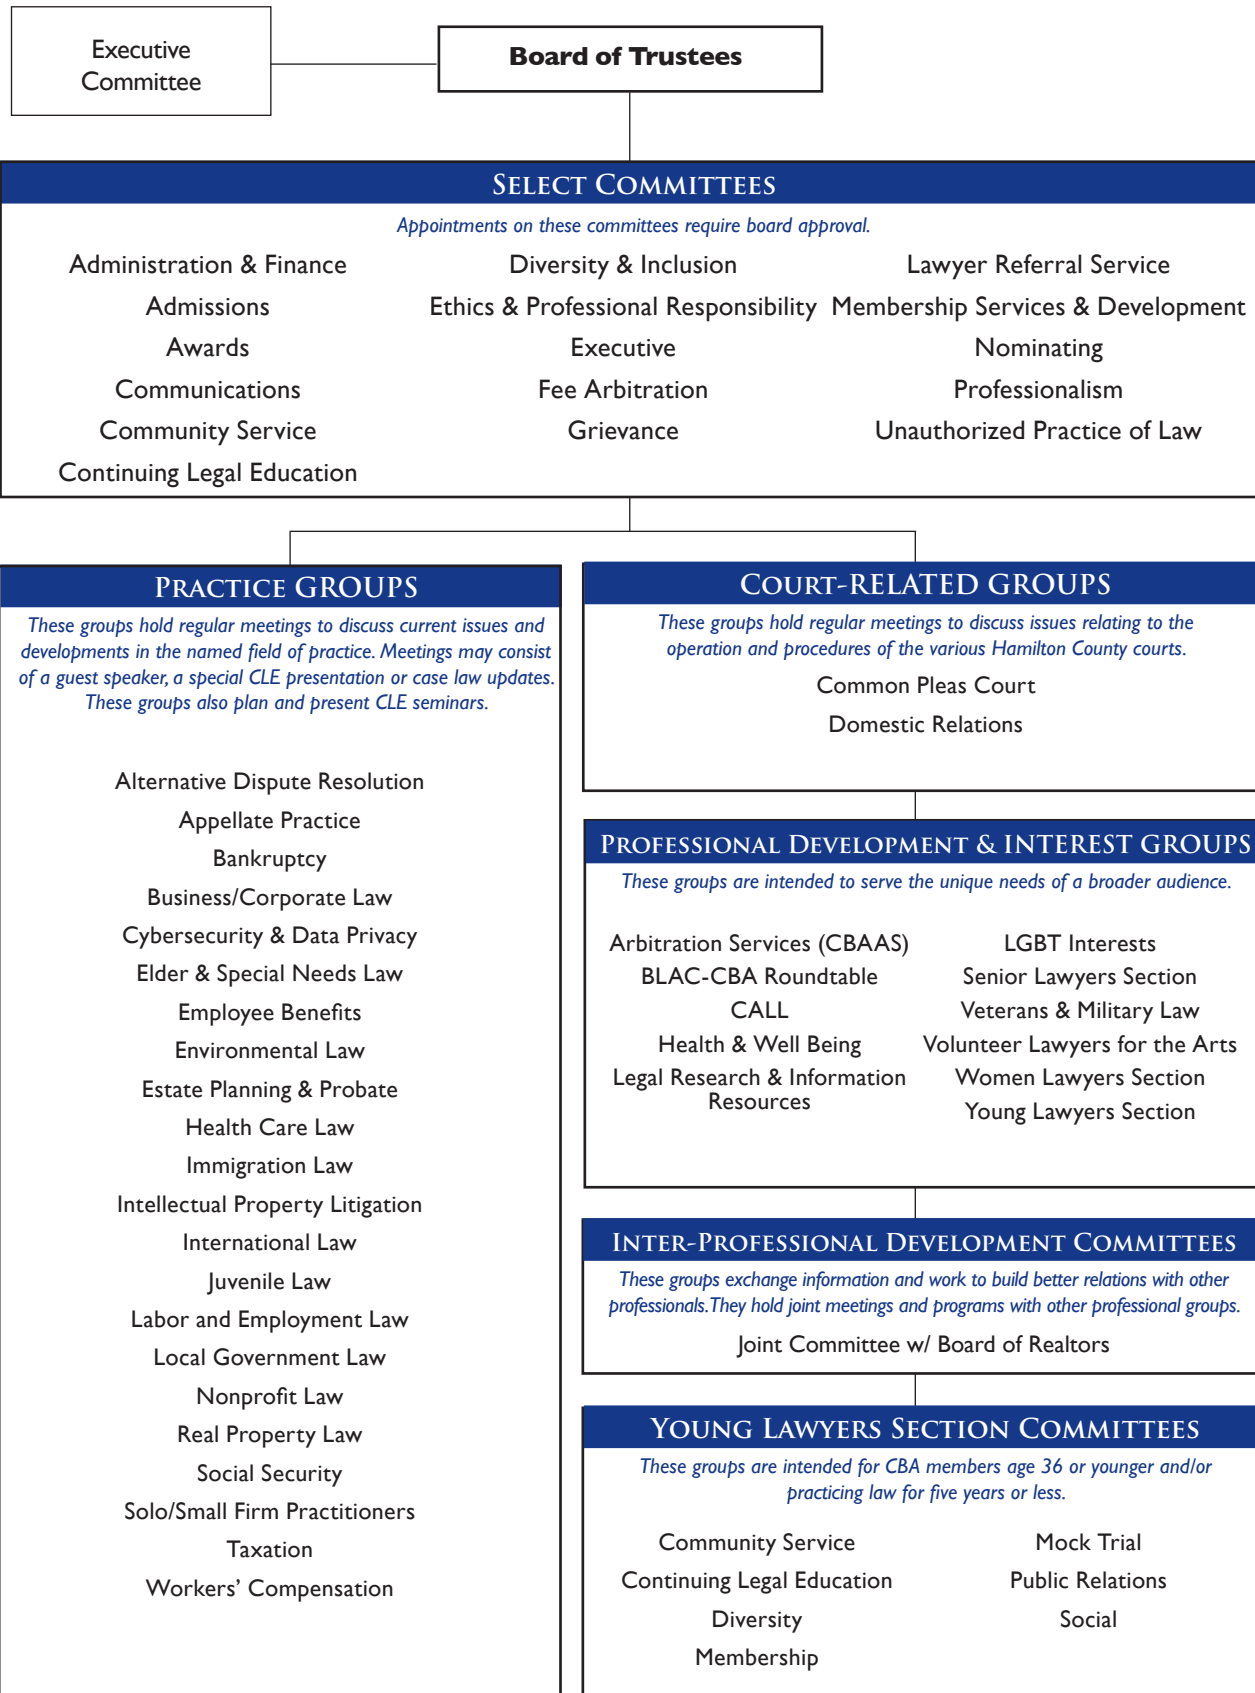 Executive
Committee
Board of Trustees
SELECT COMMITTEES
Appointments on these committees require board approval.
Administration & Finance
Admissions
Awards
Communications
Community Service
Continuing Legal Education
Diversity & Inclusion
Ethics & Professional Responsibility
Executive
Fee Arbitration
Grievance
Lawyer Referral Service
Membership Services & Development
Nominating
Professionalism
Unauthorized Practice of Law
PRACTICE GROUPS
These groups hold regular meetings to discuss current issues and
developments in the named field of practice. Meetings may consist
of a guest speaker, a special CLE presentation or case law updates.
These groups also plan and present CLE seminars.
Alternative Dispute Resolution
Appellate Practice
Bankruptcy
Business/Corporate Law
Cybersecurity & Data Privacy
Elder & Special Needs Law
Employee Benefits
Environmental Law
Estate Planning & Probate
Health Care Law
Immigration Law
Intellectual Property Litigation
International Law
Juvenile Law
Labor and Employment Law
Local Government Law
Nonprofit Law
Real Property Law
Social Security
Solo/Small Firm Practitioners
Taxation
Workers' Compensation
COURT-RELATED GROUPS
These groups hold regular meetings to discuss issues relating to the
operation and procedures of the various Hamilton County courts.
Common Pleas Court
Domestic Relations
PROFESSIONAL DEVELOPMENT & INTEREST GROUPS
These groups are intended to serve the unique needs of a broader audience.
Arbitration Services (CBAAS)
BLAC-CBA Roundtable
CALL
Health & Well Being
Legal Research & Information
Resources
LGBT Interests
Senior Lawyers Section
Veterans & Military Law
Volunteer Lawyers for the Arts
Women Lawyers Section
Young Lawyers Section
INTER-PROFESSIONAL DEVELOPMENT COMMITTEES
These groups exchange information and work to build better relations with other
professionals. They hold joint meetings and programs with other professional groups.
Joint Committee w/ Board of Realtors
YOUNG LAWYERS SECTION COMMITTEES
These groups are intended for CBA members age 36 or younger and/or
practicing law for five years or less.
Community Service
Continuing Legal Education
Diversity
Membership
Mock Trial
Public Relations
Social